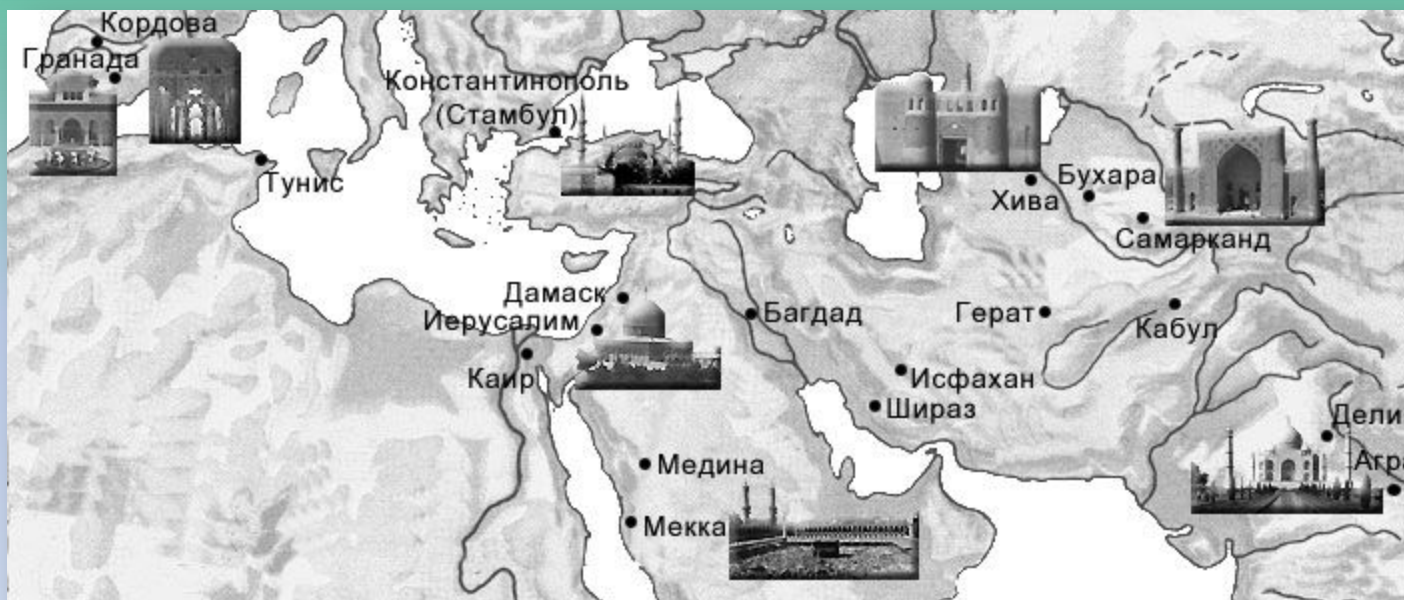 Кордова
Гранада
Константинополь
(Стамбул)
Тунис
Бухара
Хива
Самарканд
Дамаск
Иерусалим
Багдад
Герат
Кабул
Каир
Исфахан
Шираз
Дели
Агра
Медина
Мекка